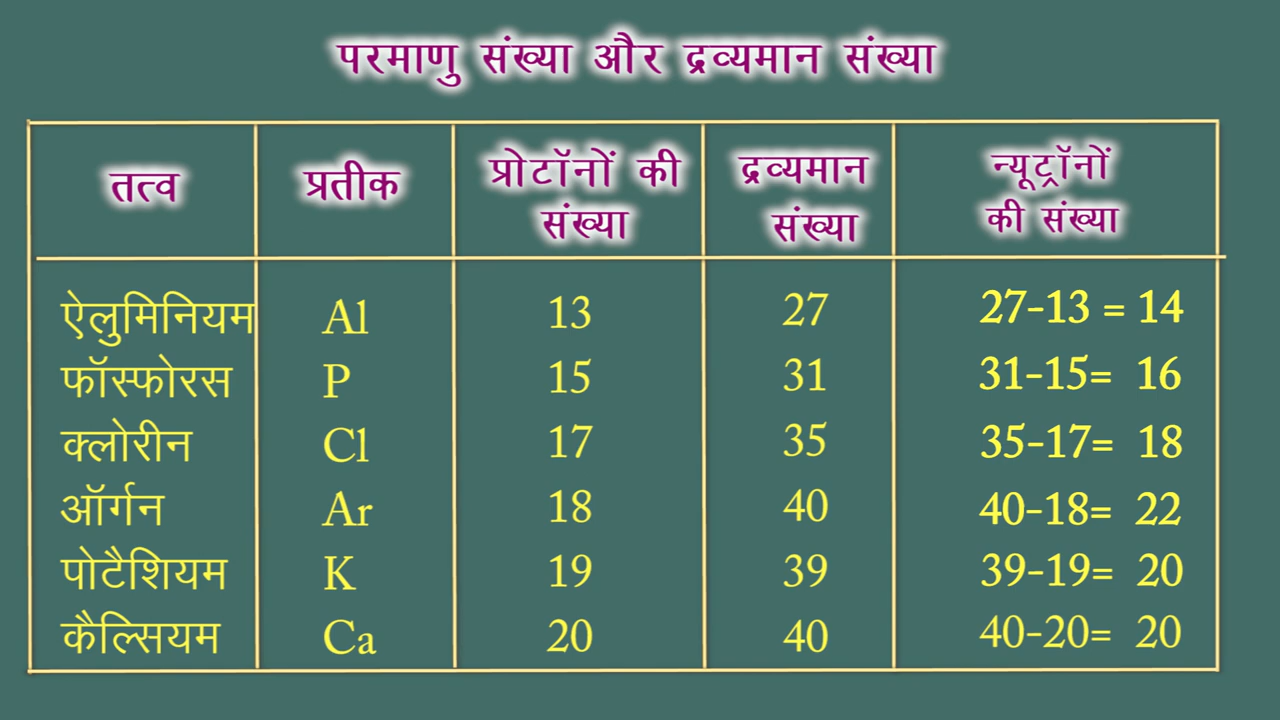 परमाणु संख्या और द्रव्यमान संख्या
तत्व प्रतीक प्रोटॉनों की संख्या द्रव्यमान संख्या न्यूट्रॉनों की संख्या
ऐलुमिनियम Al 13 27 27-13 = 14
फॉस्फोरस P 15 31 31-15= 16
क्लोरीन Cl 17 35 35-17= 18
ऑर्गन Ar 18 40 40-18= 22
पोटैशियम K 19 39 39-19= 20
कैल्सियम Ca 20 40 40-20= 20